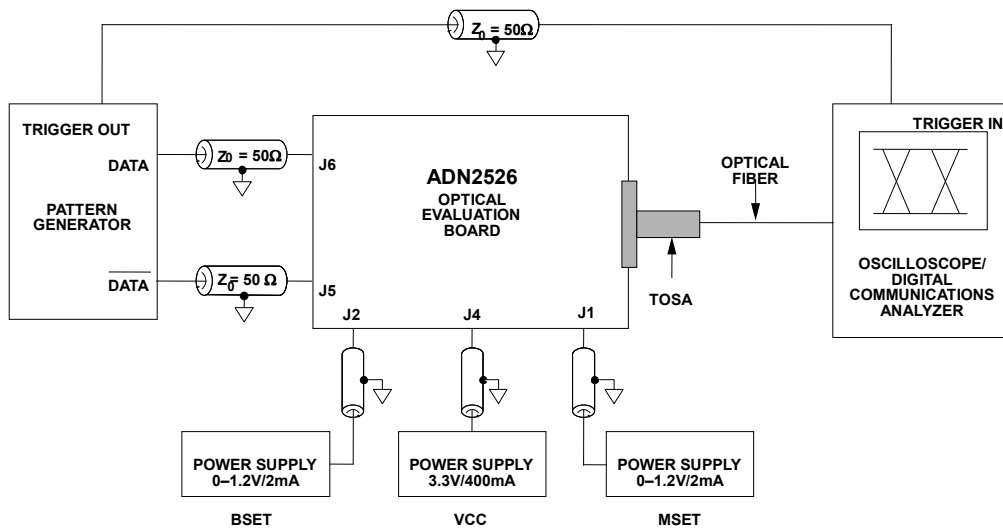 Z0 = 50Ω
TRIGGER OUT
DATA
PATTERN
GENERATOR
DATA
Z0 = 50Ω
Z0 = 50 Ω
J6
J5
ADN2526
OPTICAL
EVALUATION
BOARD
J2
J4
J1
TOSA
OPTICAL
FIBER
TRIGGER IN
OSCILLOSCOPE/
DIGITAL
COMMUNICATIONS
ANALYZER
POWER SUPPLY
0–1.2V/2mA
BSET
POWER SUPPLY
3.3V/400mA
VCC
POWER SUPPLY
0–1.2V/2mA
MSET